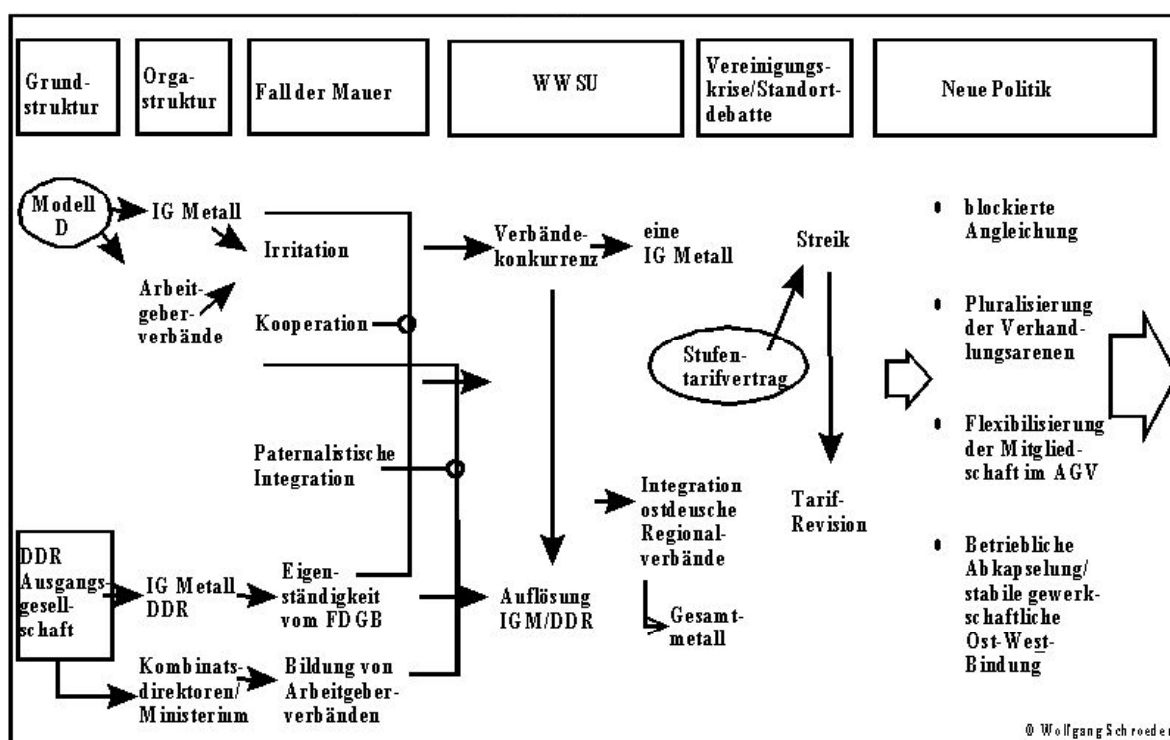 Grund-
struktur
Orga-
struktur
Fall der Mauer
WWSU
Vereinigungs-
krise/Standort-
debatte
Neue Politik
Modell
D
IG Metall
Irritation
Arbeit-
geber-
verbände
Kooperation
Paternalistische
Integration
DDR
Ausgangs-
gesell-
schaft
IG Metall
DDR
Eigen-
ständigkeit
vom FDGB
Kombinats-
direktoren/
Ministerium
Bildung von
Arbeitgeber-
verbänden
Verbände-
konkurrenz
eine
IG Metall
Auflösung
IGM/DDR
Integration
ostdeusche
Regional-
verbände
Gesamt-
metall
Streik
Stufen-
tarifvertrag
Tarif-
Revision
• blockierte
Angleichung
• Pluralisierung
der Verhand-
lungsarenen
• Flexibilisierung
der Mitglied-
schaft im AGV
• Betriebliche
Abkapselung/
stabile gewerk-
schaftliche
Ost-West-
Bindung
© Wolfgang Schroeder